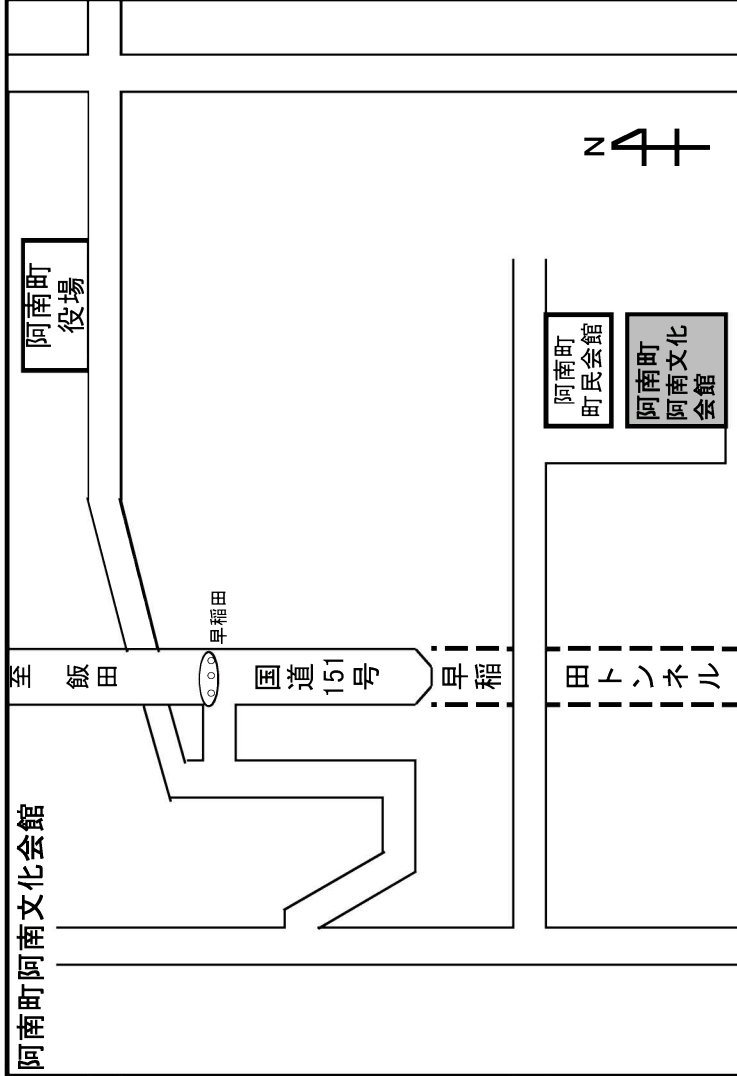 阿南町阿南文化会館
至 飯田
阿南町
役場
早稲田
国道
151
号
早稲田トンネル
阿南町
町民会館
阿南町
阿南文化
会館
N